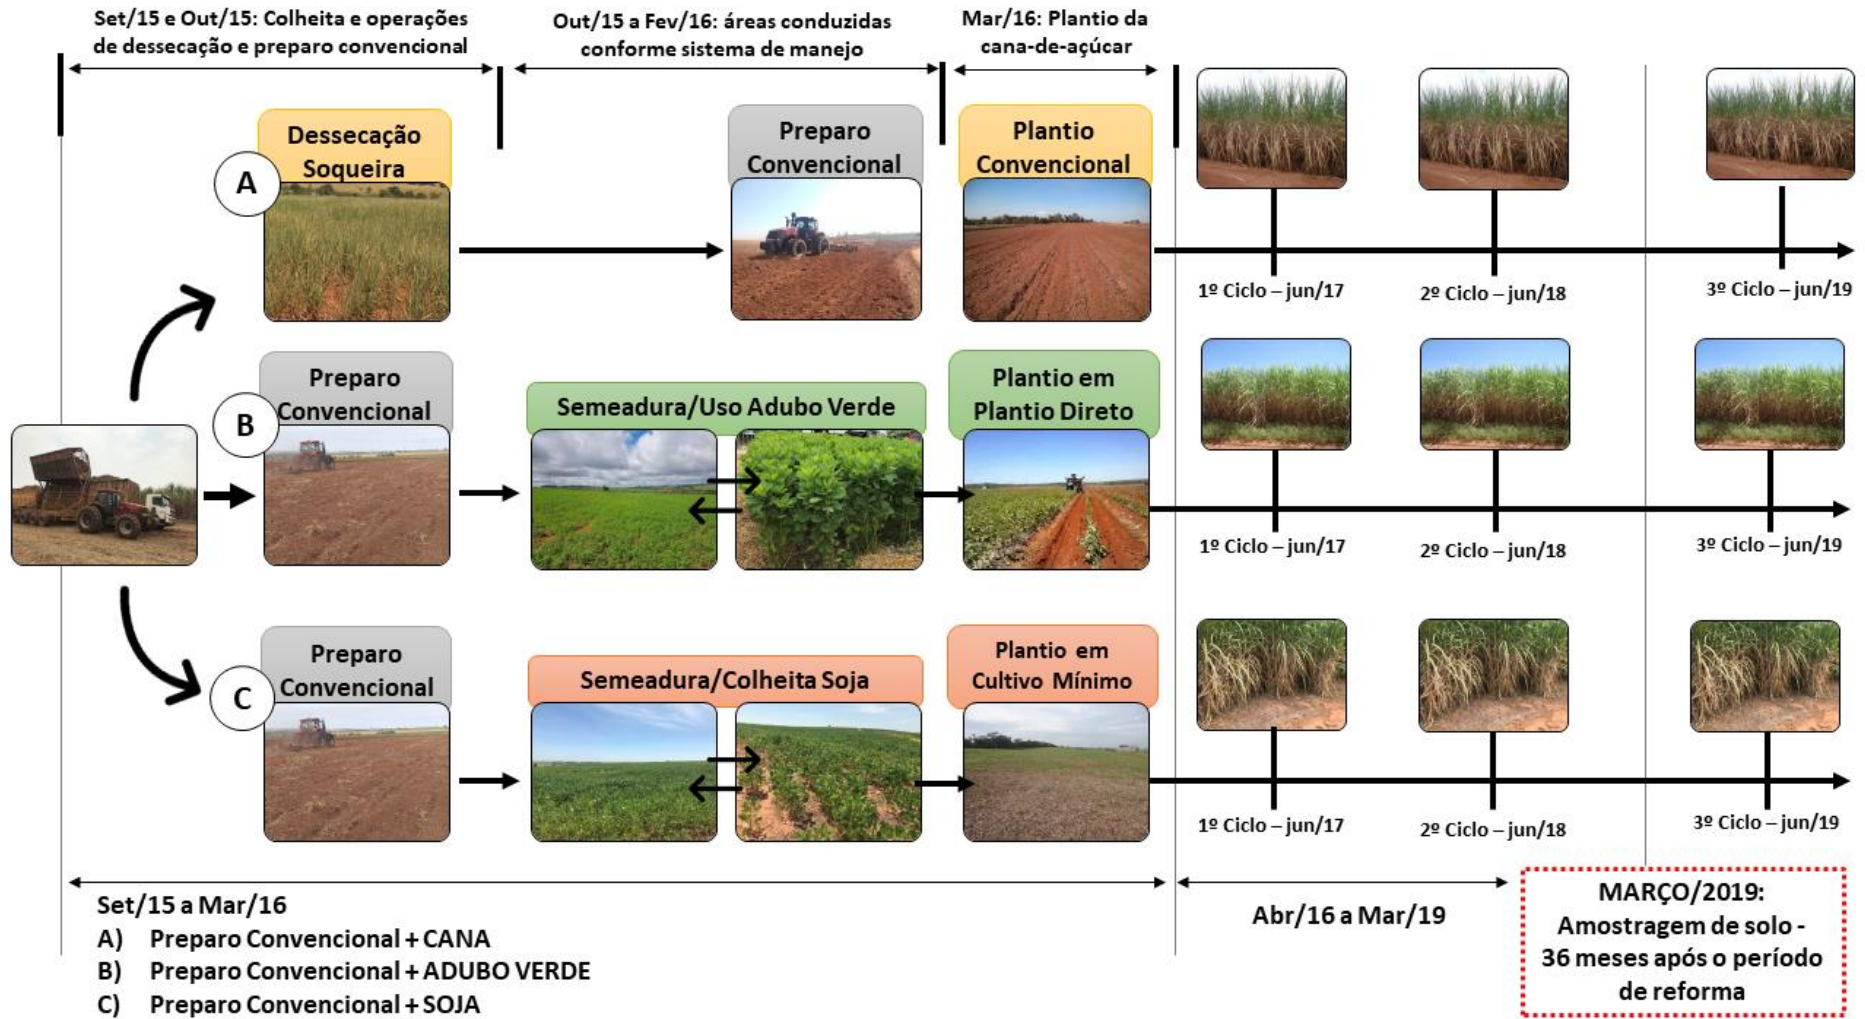 Set/15 e Out/15: Colheita e operações
de dessecação e preparo convencional
Out/15 a Fev/16: áreas conduzidas
conforme sistema de manejo
Mar/16: Plantio da
cana-de-açúcar
A
Dessecação
Soqueira
Preparo
Convencional
Plantio
Convencional
1º Ciclo – jun/17
2º Ciclo – jun/18
3º Ciclo – jun/19
B
Preparo
Convencional
Semeadura/Uso Adubo Verde
Plantio em
Plantio Direto
1º Ciclo – jun/17
2º Ciclo – jun/18
3º Ciclo – jun/19
C
Preparo
Convencional
Semeadura/Colheita Soja
Plantio em
Cultivo Mínimo
1º Ciclo – jun/17
2º Ciclo – jun/18
3º Ciclo – jun/19
Set/15 a Mar/16
A) Preparo Convencional + CANA
B) Preparo Convencional + ADUBO VERDE
C) Preparo Convencional + SOJA
Abr/16 a Mar/19
MARÇO/2019:
Amostragem de solo -
36 meses após o período
de reforma